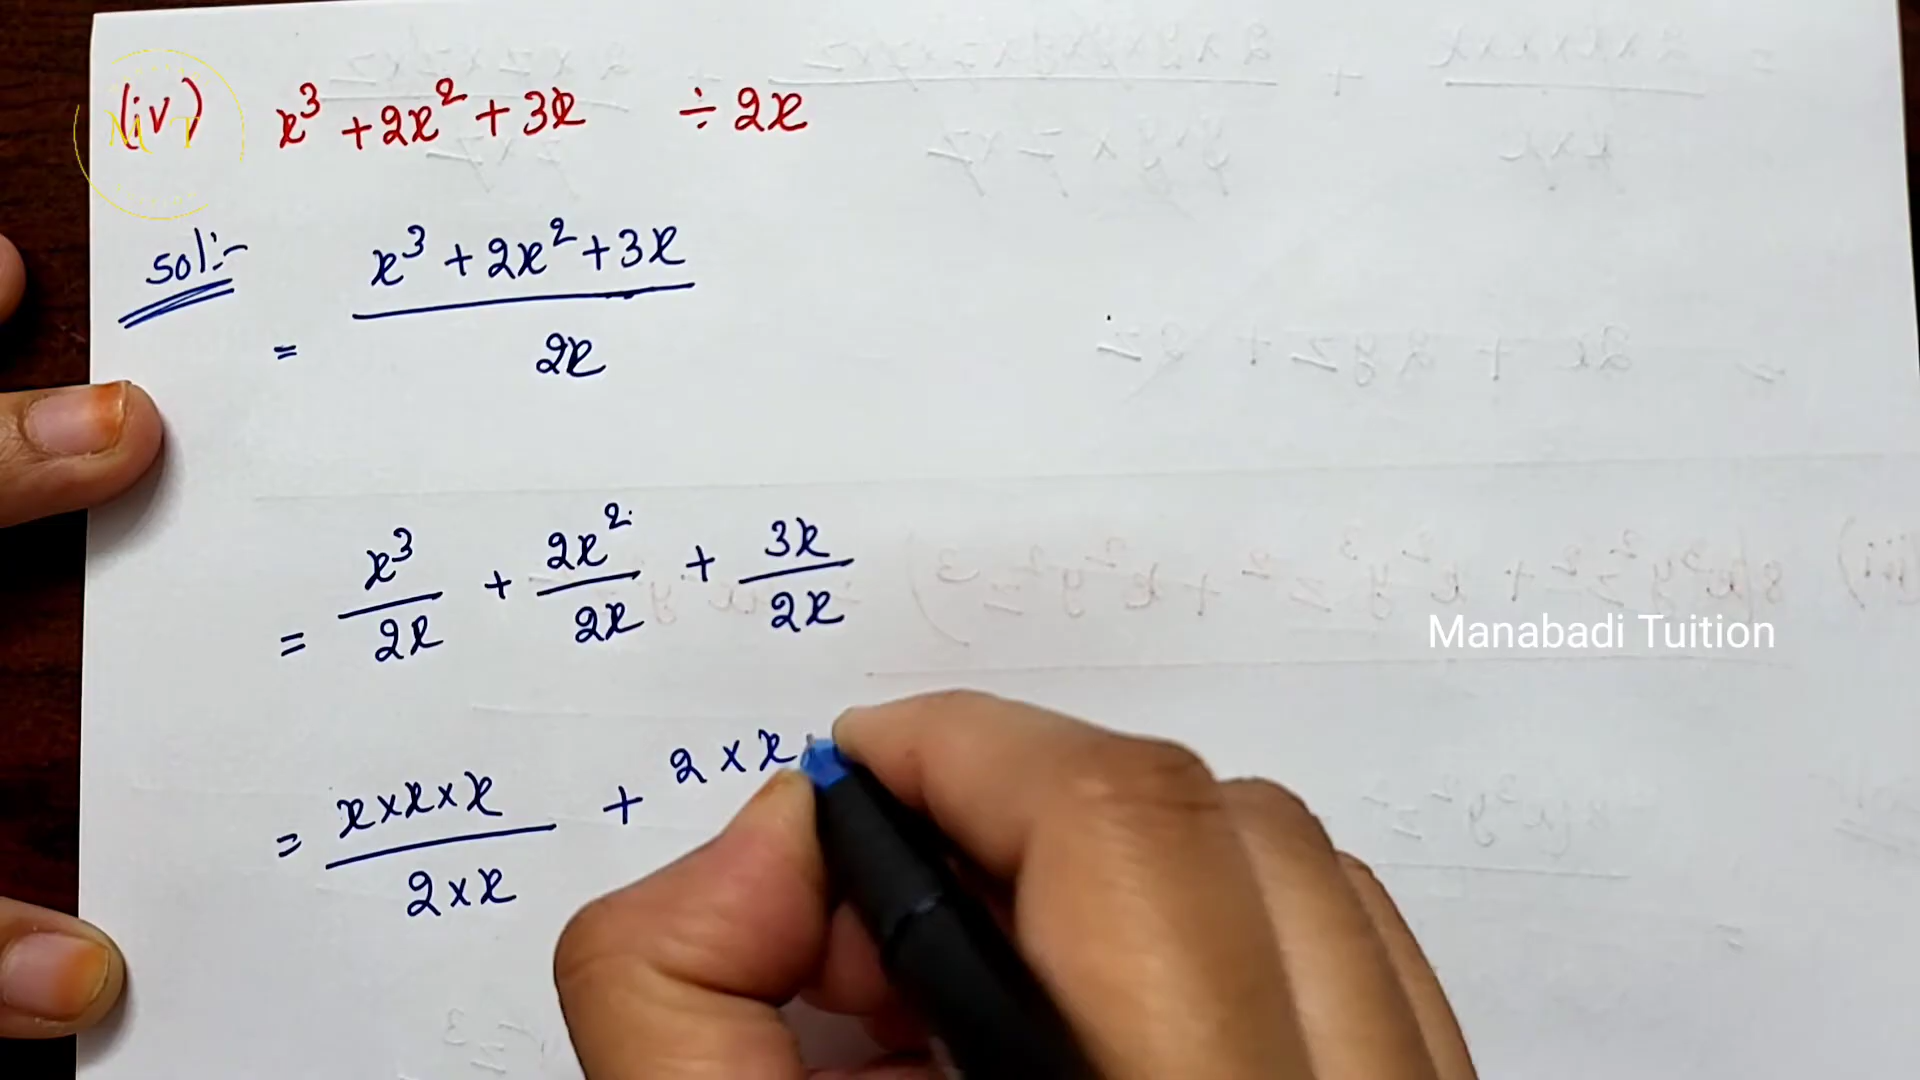 (iv) x³ + 2x² + 3x ÷ 2x
sol:-
= x³ + 2x² + 3x / 2x
= x³/2x + 2x²/2x + 3x/2x
Manabadi Tuition
= x×x×x / 2×x + 2×x